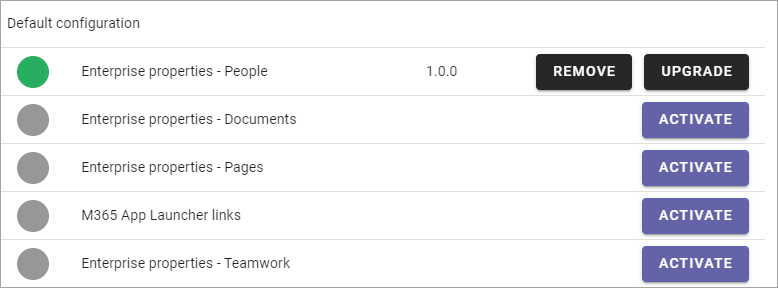 Default configuration
Enterprise properties - People 1.0.0 REMOVE UPGRADE
Enterprise properties - Documents ACTIVATE
Enterprise properties - Pages ACTIVATE
M365 App Launcher links ACTIVATE
Enterprise properties - Teamwork ACTIVATE